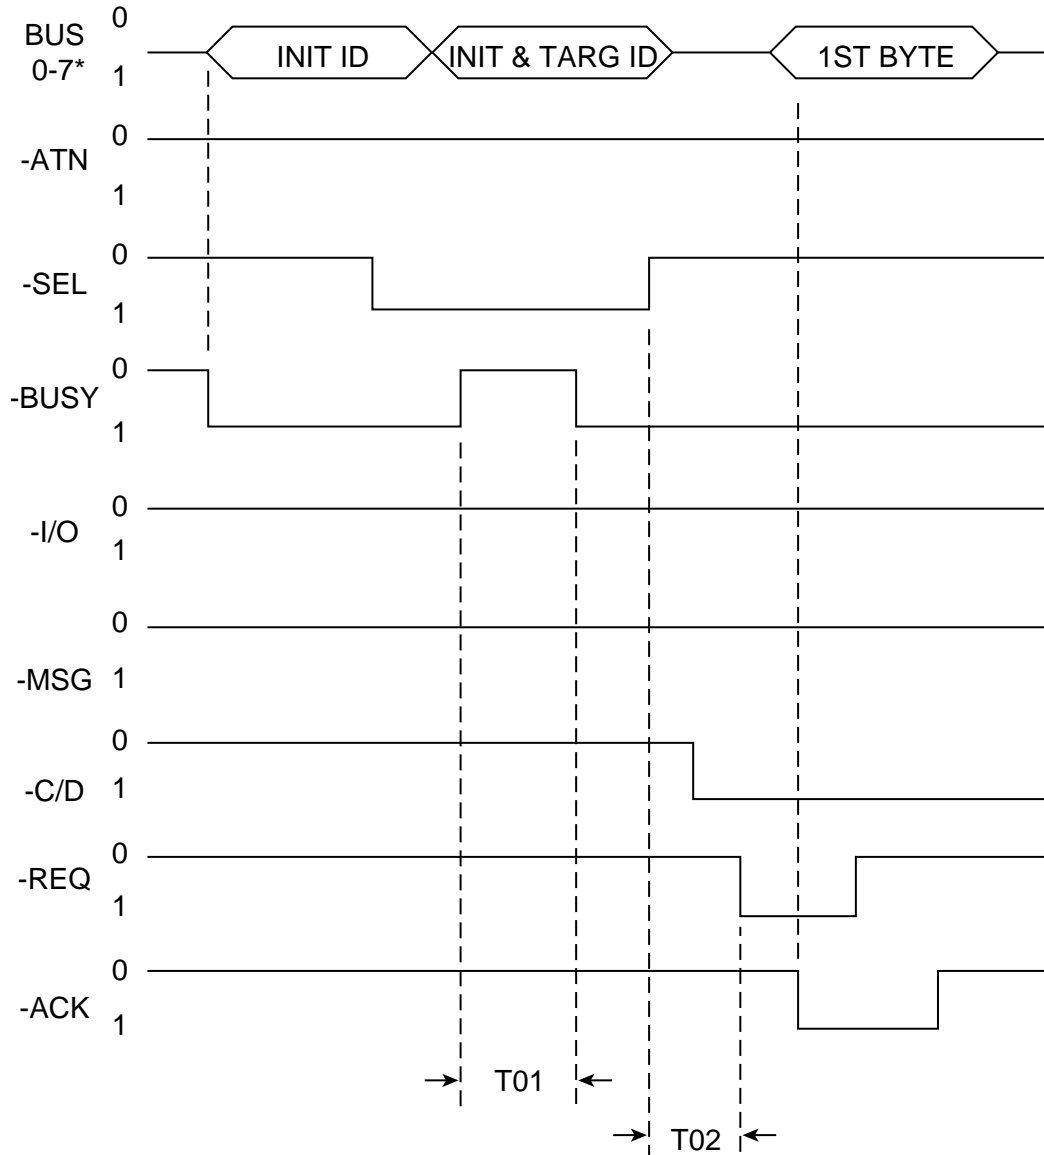 0
BUS
0-7*
1
INIT ID
INIT & TARG ID
1ST BYTE
0
-ATN
1
0
-SEL
1
0
-BUSY
1
0
-I/O
1
0
-MSG
1
0
-C/D
1
0
-REQ
1
0
-ACK
1
T01
T02